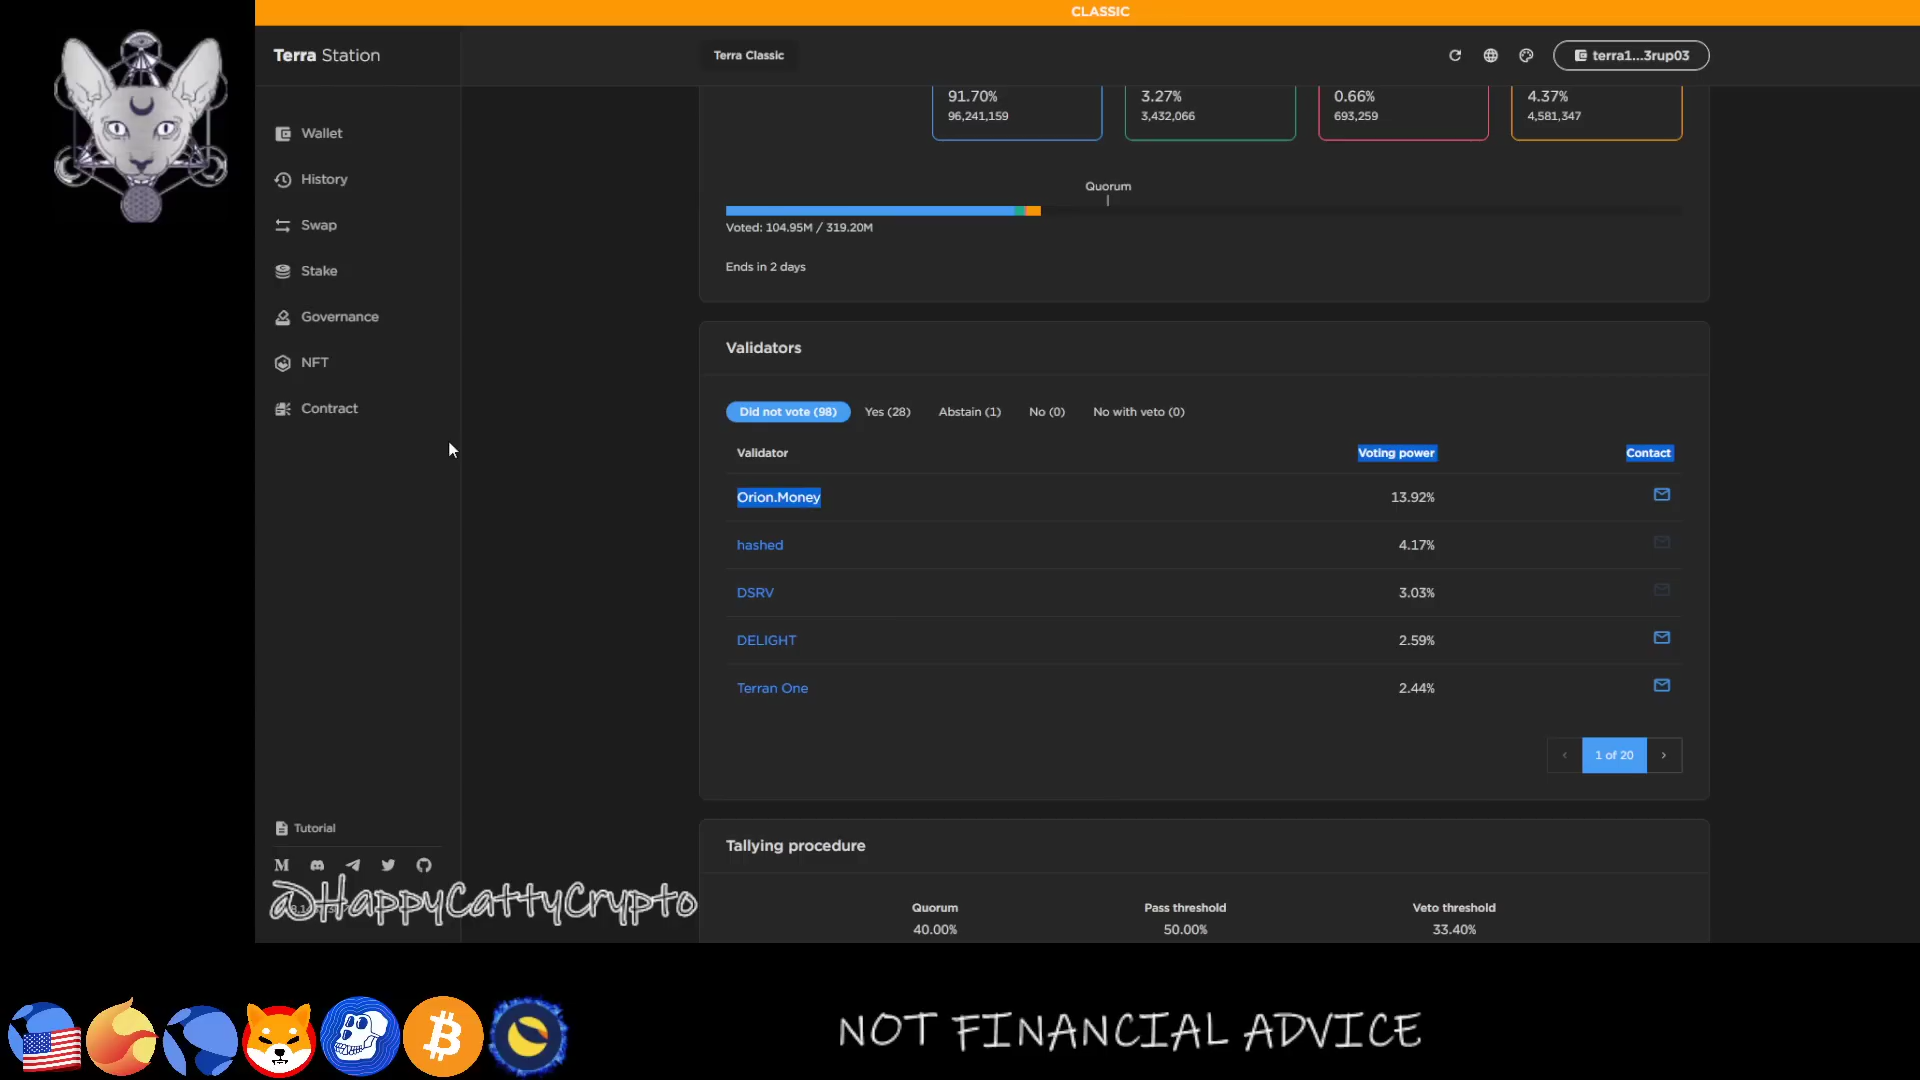 CLASSIC
Terra Station
Terra Classic
terra1...3rup03
Wallet
History
Swap
Stake
Governance
NFT
Contract
91.70%
96,241,159
3.27%
3,432,066
0.66%
693,259
4.37%
4,581,347
Quorum
Voted: 104.95M / 319.20M
Ends in 2 days
Validators
Did not vote (98) Yes (28) Abstain (1) No (0) No with veto (0)
Validator Voting power Contact
Orion.Money 13.92%
hashed 4.17%
DSRV 3.03%
DELIGHT 2.59%
Terran One 2.44%
‹ 1 of 20 ›
Tallying procedure
Quorum Pass threshold Veto threshold
40.00% 50.00% 33.40%
Tutorial
@HappyCattyCrypto
NOT FINANCIAL ADVICE